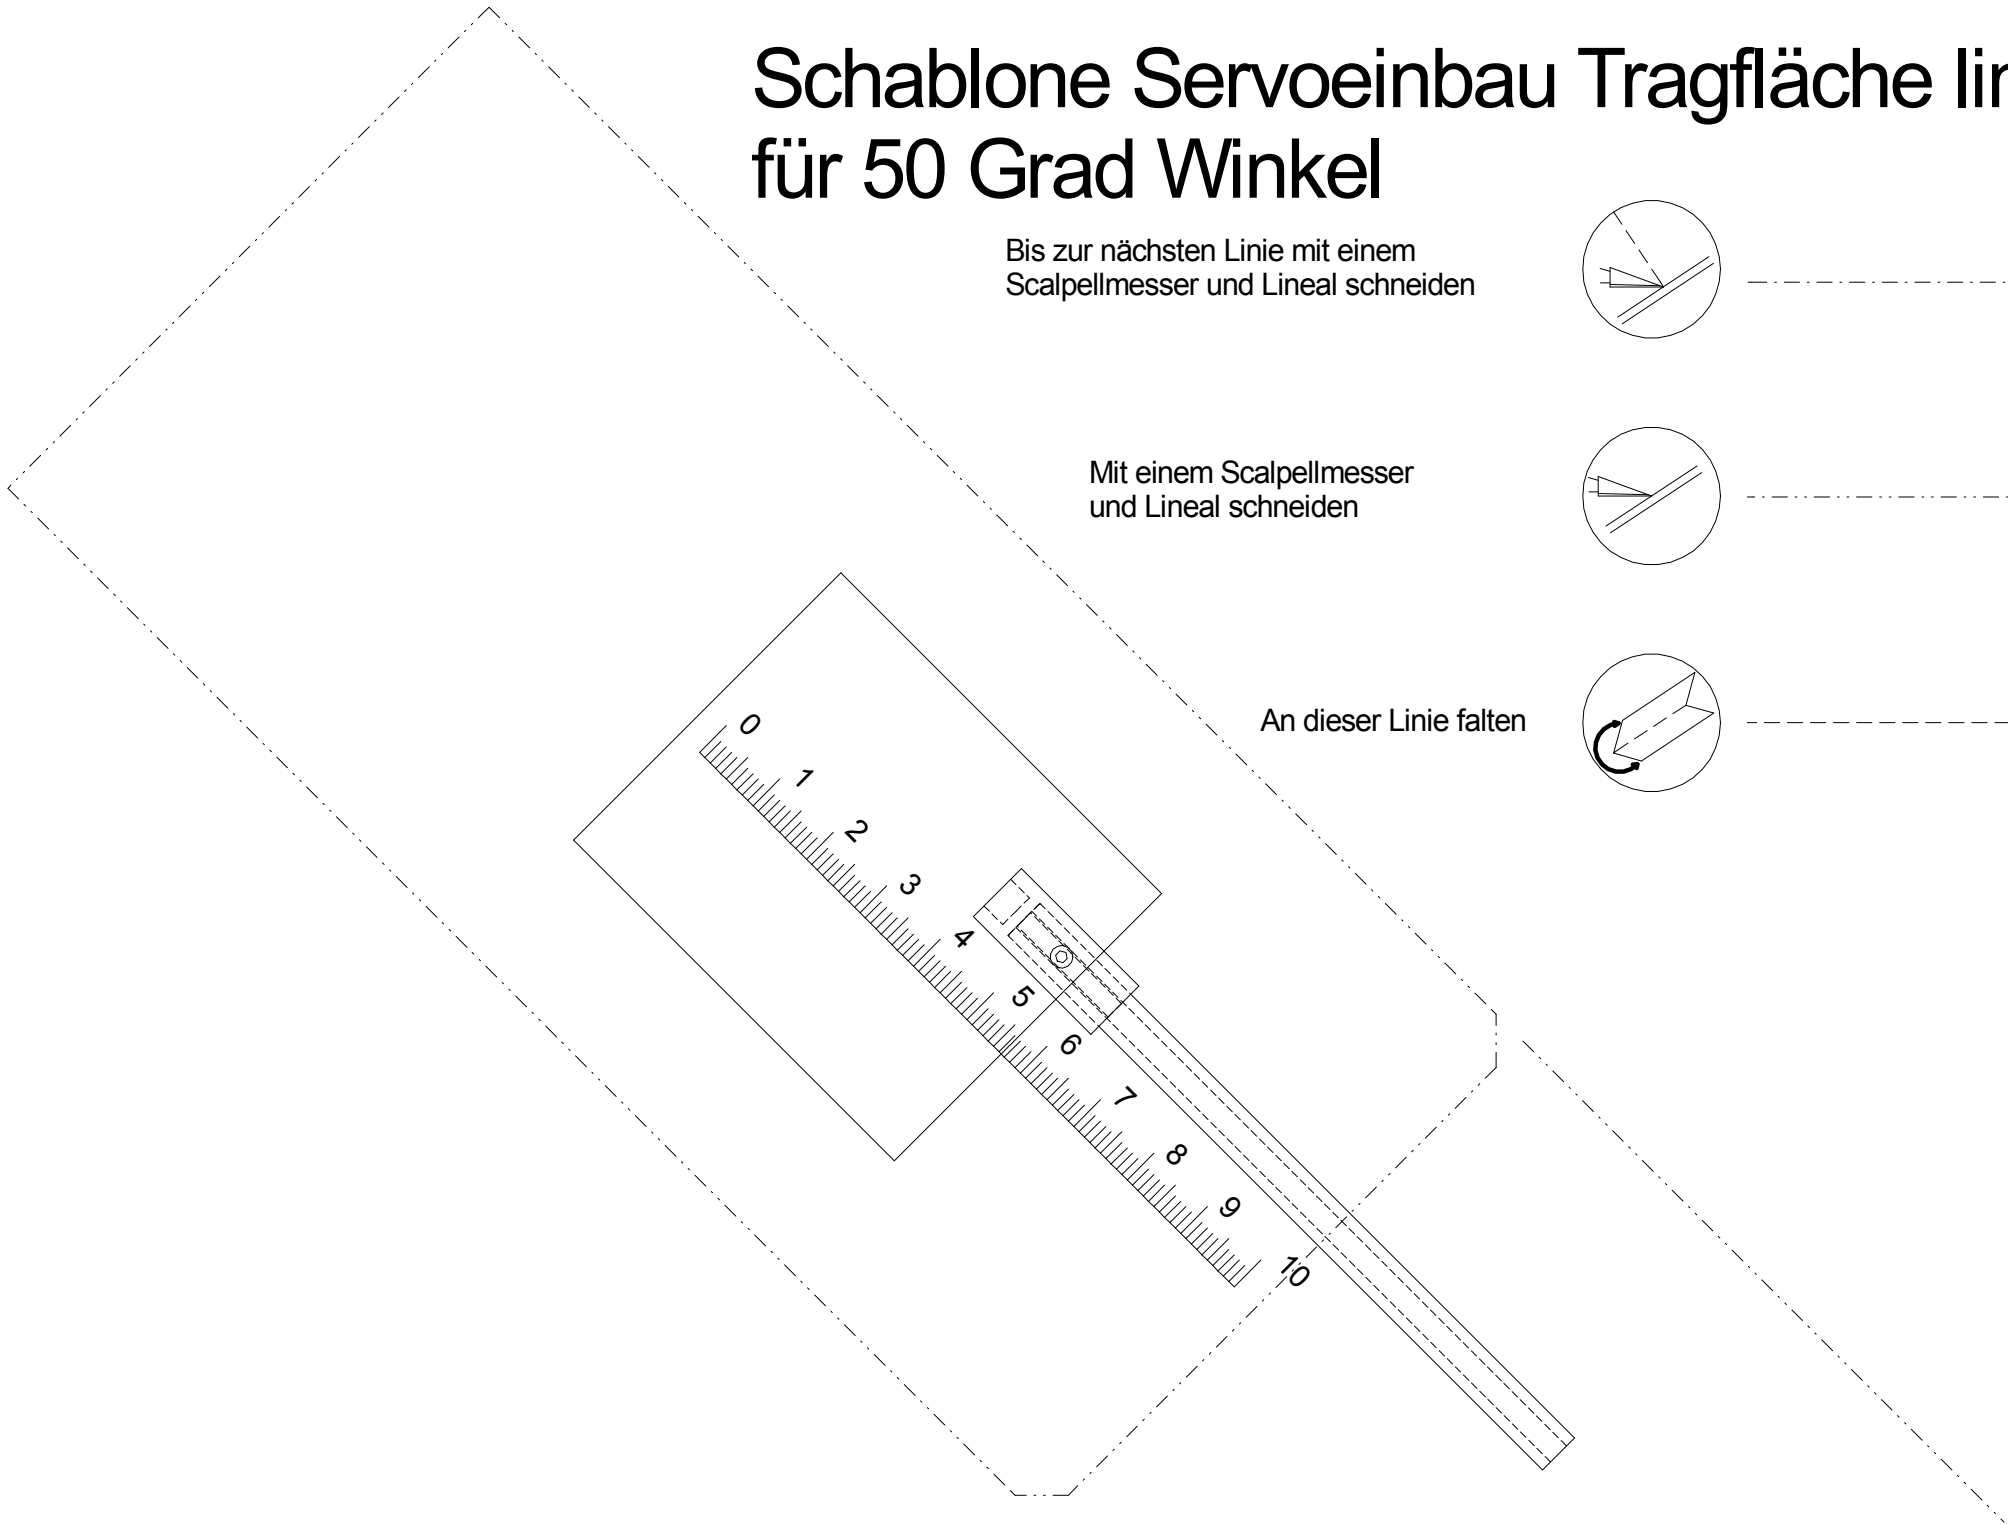 Schablone Servoeinbau Tragfläche
für 50 Grad Winkel
Bis zur nächsten Linie mit einem
Scalpellmesser und Lineal schneiden
Mit einem Scalpellmesser
und Lineal schneiden
An dieser Linie falten
0
1
2
3
4
5
6
7
8
9
10